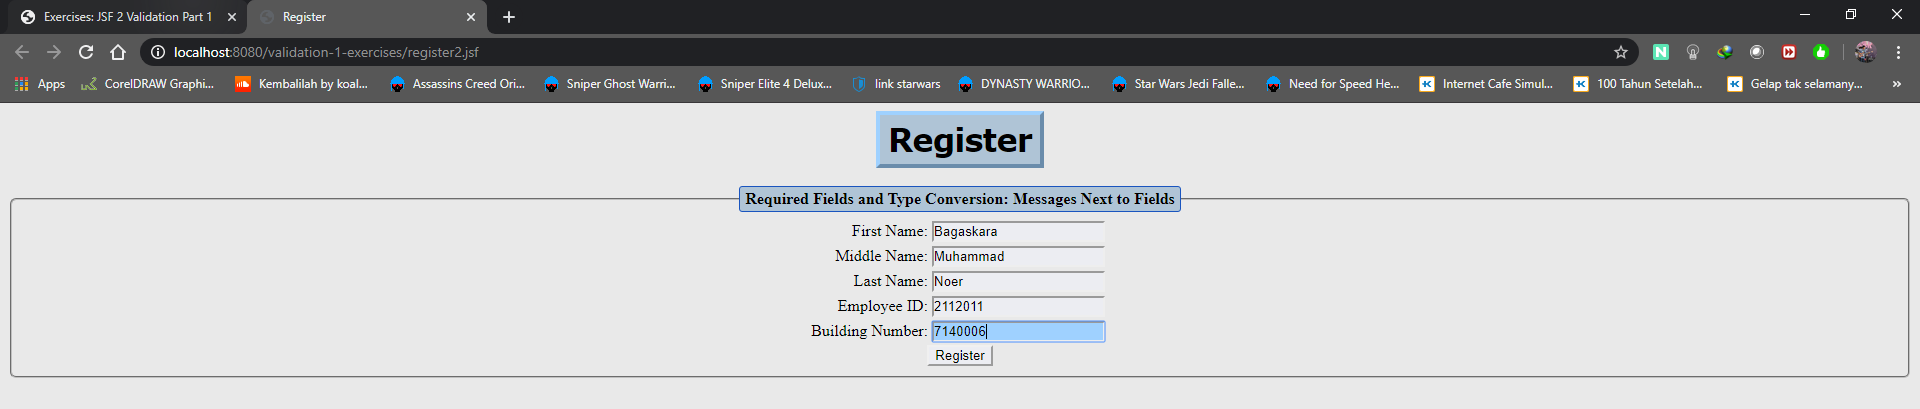 Exercises: JSF 2 Validation Part 1 Register
localhost:8080/validation-1-exercises/register2.jsf
Apps CorelDRAW Graphi... Kembalilah by koal... Assassins Creed Ori... Sniper Ghost Warri... Sniper Elite 4 Delux... link starwars DYNASTY WARRIO... Star Wars Jedi Falle... Need for Speed He... Internet Cafe Simul... 100 Tahun Setelah... Gelap tak selamany... »
Register
Required Fields and Type Conversion: Messages Next to Fields
First Name: Bagaskara
Middle Name: Muhammad
Last Name: Noer
Employee ID: 2112011
Building Number: 7140006
Register